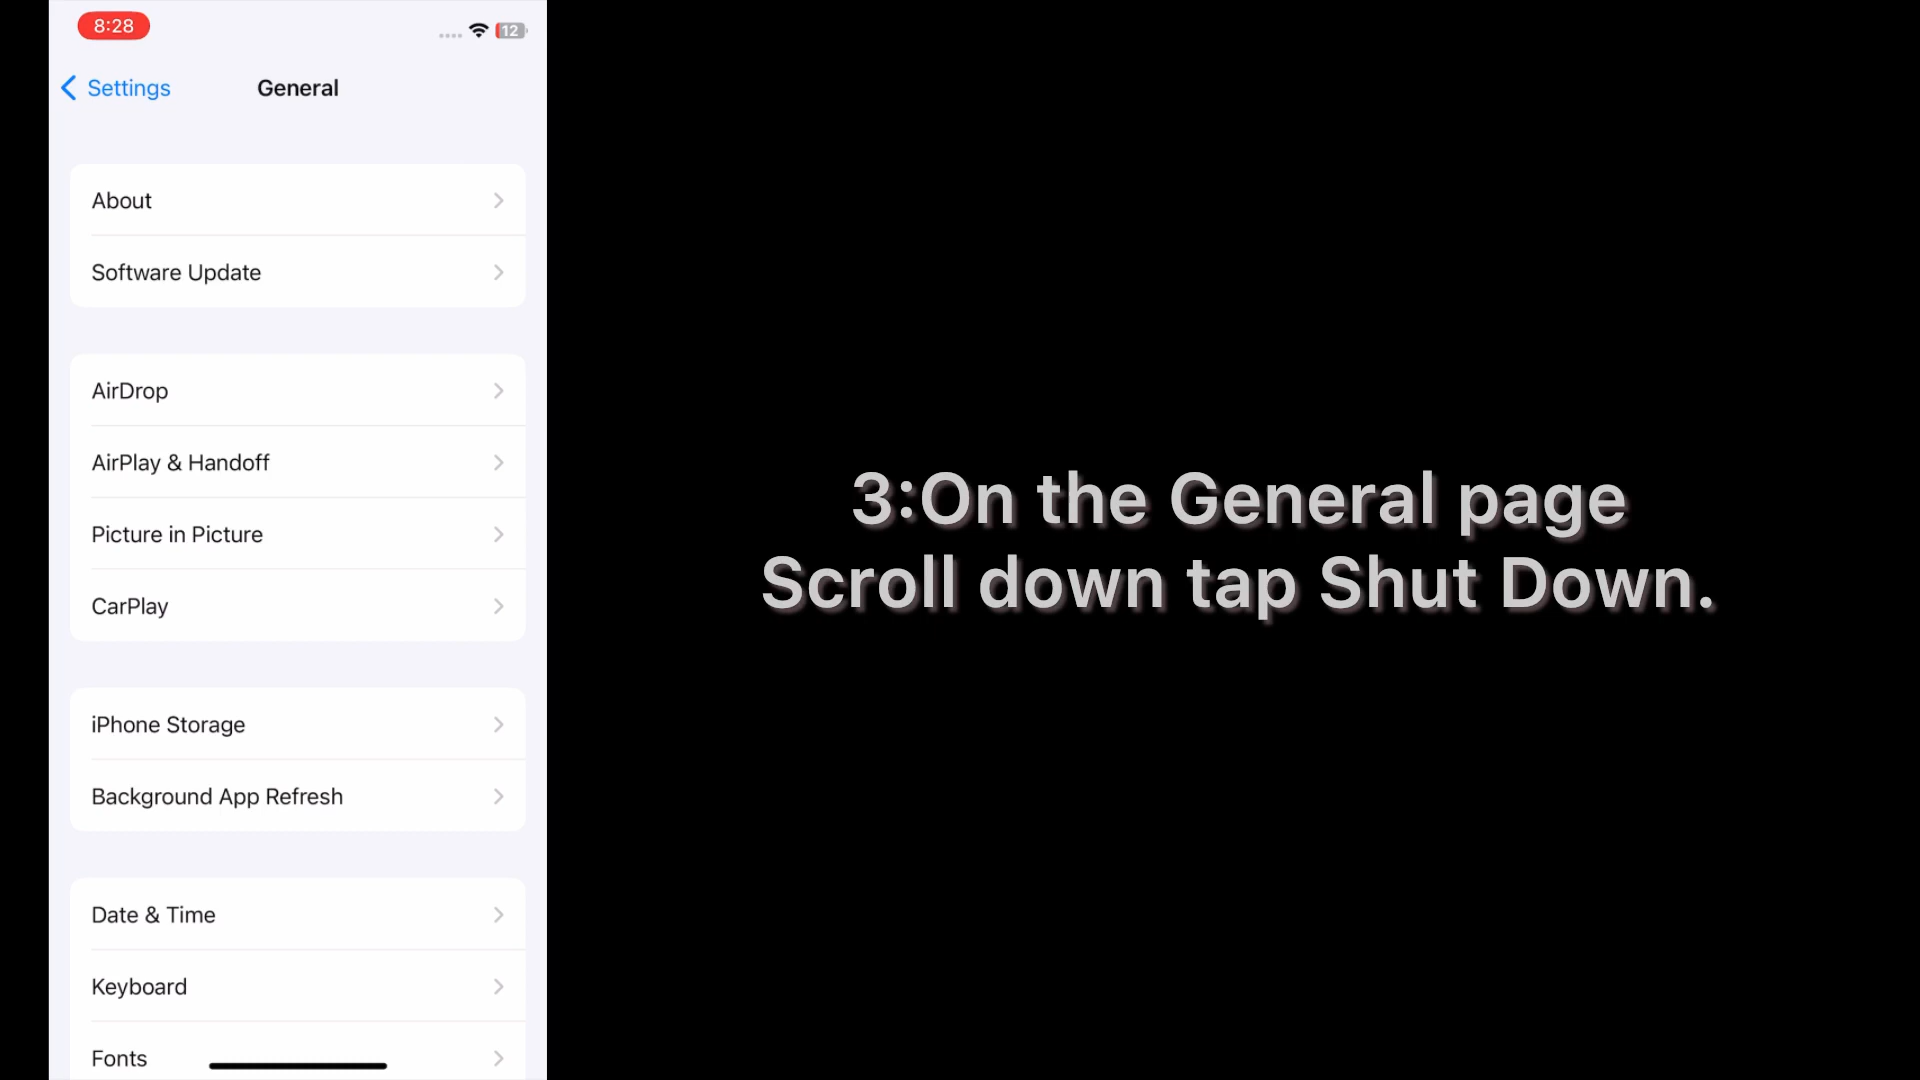 8:28
12
Settings
General
About
Software Update
AirDrop
AirPlay & Handoff
Picture in Picture
CarPlay
iPhone Storage
Background App Refresh
Date & Time
Keyboard
Fonts
3:On the General page
Scroll down tap Shut Down.